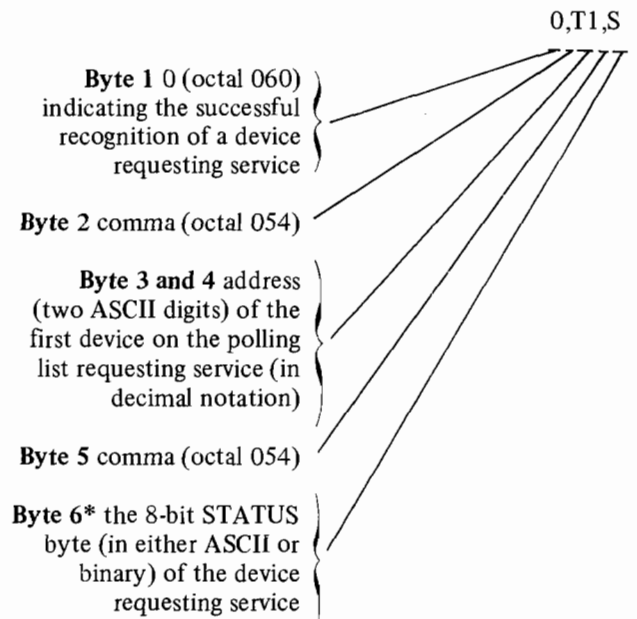 0,T1,S
Byte 1 0 (octal 060)
indicating the successful
recognition of a device
requesting service
Byte 2 comma (octal 054)
Byte 3 and 4 address
(two ASCII digits) of the
first device on the polling
list requesting service (in
decimal notation)
Byte 5 comma (octal 054)
Byte 6* the 8-bit STATUS
byte (in either ASCII or
binary) of the device
requesting service